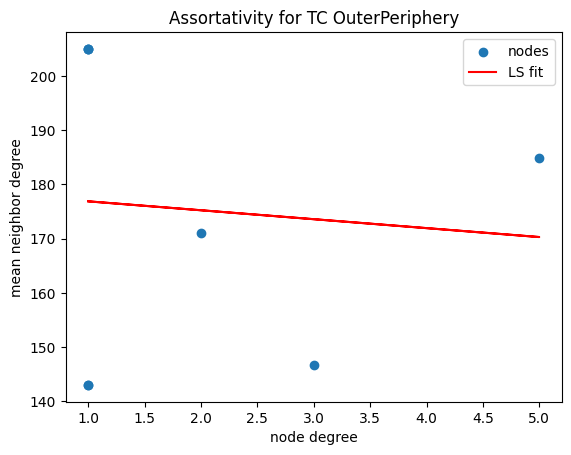 Assortativity for TC OuterPeriphery
nodes
LS fit
mean neighbor degree
200
190
180
170
160
150
140
1.0 1.5 2.0 2.5 3.0 3.5 4.0 4.5 5.0
node degree